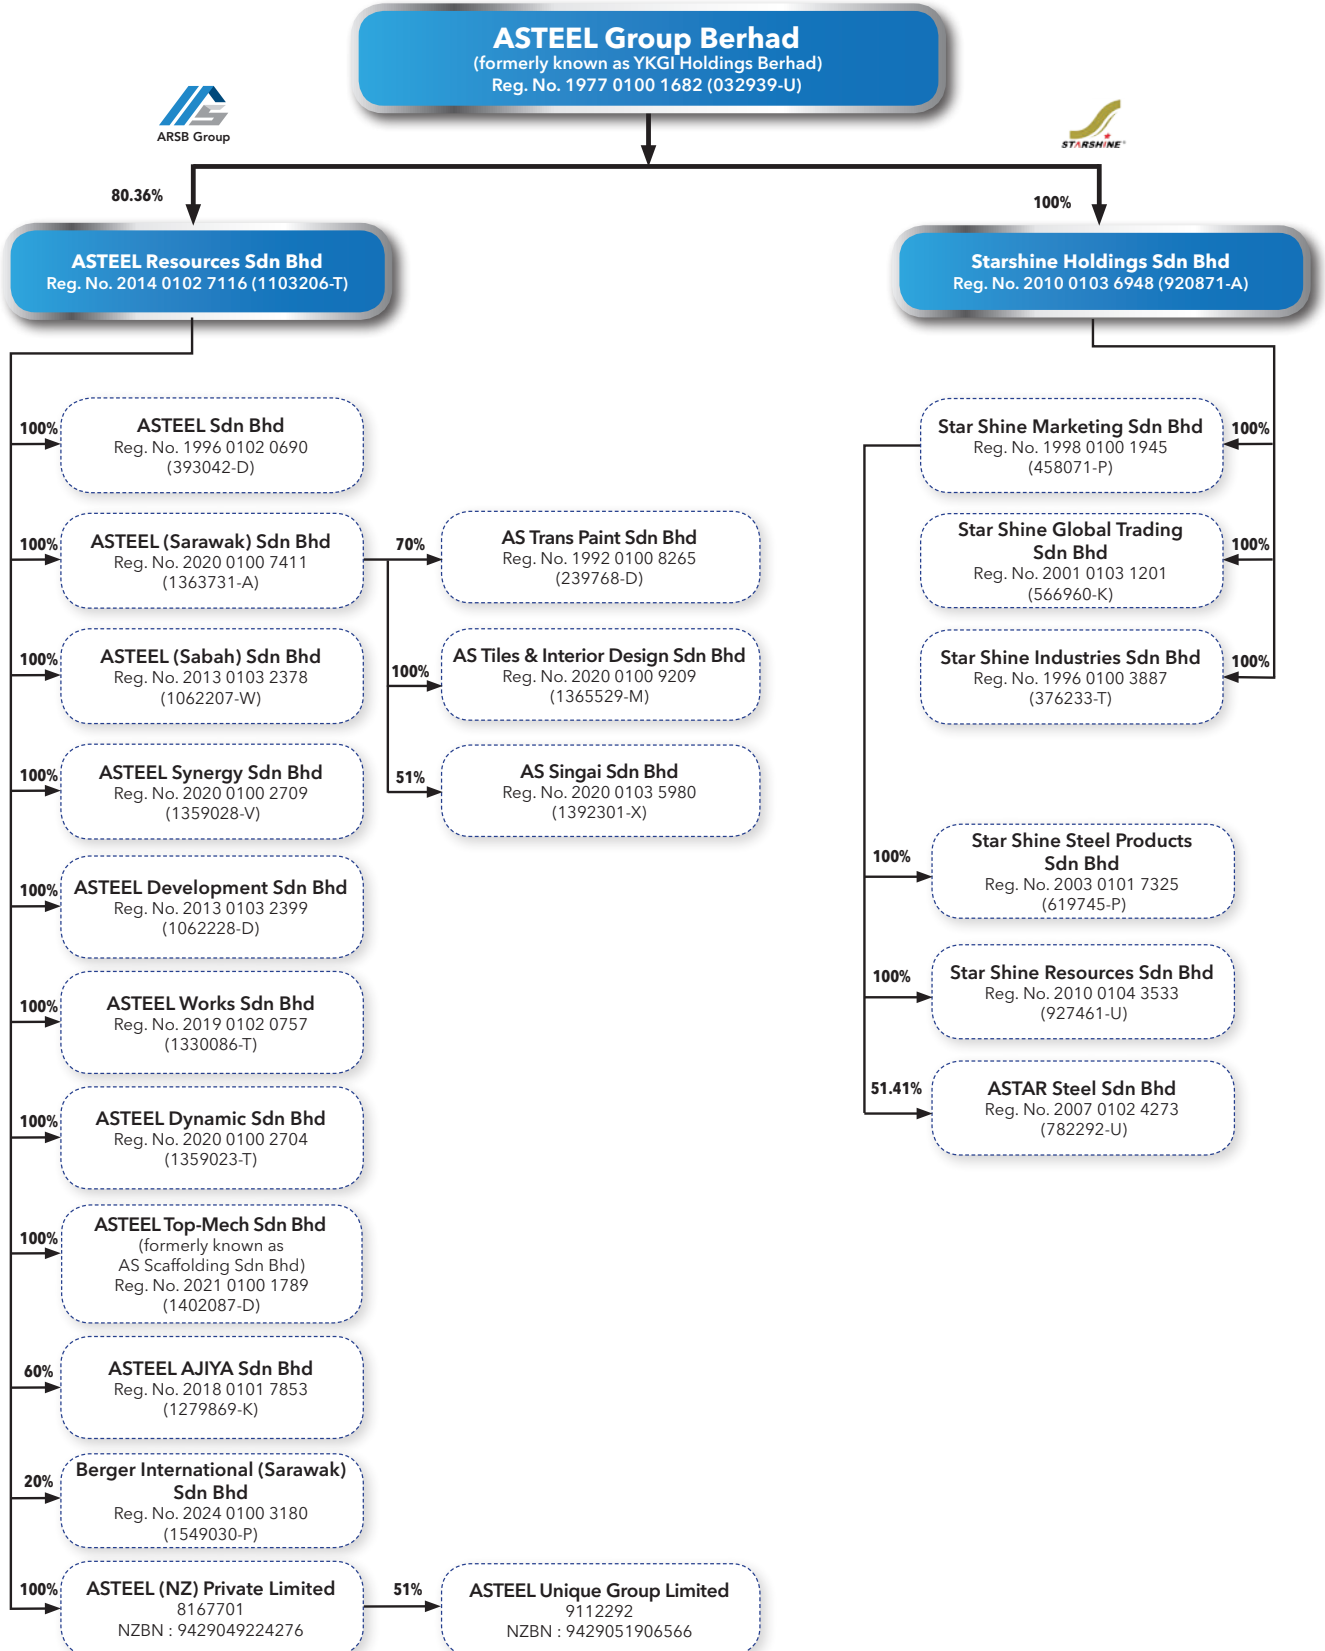 ASTEEL Group Berhad
(formerly known as YKGI Holdings Berhad)
Reg. No. 1977 0100 1682 (032939-U)
ARSB Group
STARSHINE®
80.36%
100%
ASTEEL Resources Sdn Bhd
Reg. No. 2014 0102 7116 (1103206-T)
Starshine Holdings Sdn Bhd
Reg. No. 2010 0103 6948 (920871-A)
100%
ASTEEL Sdn Bhd
Reg. No. 1996 0102 0690
(393042-D)
100%
ASTEEL (Sarawak) Sdn Bhd
Reg. No. 2020 0100 7411
(1363731-A)
70%
AS Trans Paint Sdn Bhd
Reg. No. 1992 0100 8265
(239768-D)
100%
AS Tiles & Interior Design Sdn Bhd
Reg. No. 2020 0100 9209
(1365529-M)
51%
AS Singai Sdn Bhd
Reg. No. 2020 0103 5980
(1392301-X)
100%
ASTEEL (Sabah) Sdn Bhd
Reg. No. 2013 0103 2378
(1062207-W)
100%
ASTEEL Synergy Sdn Bhd
Reg. No. 2020 0100 2709
(1359028-V)
100%
ASTEEL Development Sdn Bhd
Reg. No. 2013 0103 2399
(1062228-D)
100%
ASTEEL Works Sdn Bhd
Reg. No. 2019 0102 0757
(1330086-T)
100%
ASTEEL Dynamic Sdn Bhd
Reg. No. 2020 0100 2704
(1359023-T)
100%
ASTEEL Top-Mech Sdn Bhd
(formerly known as
AS Scaffolding Sdn Bhd)
Reg. No. 2021 0100 1789
(1402087-D)
60%
ASTEEL AJIYA Sdn Bhd
Reg. No. 2018 0101 7853
(1279869-K)
20%
Berger International (Sarawak)
Sdn Bhd
Reg. No. 2024 0100 3180
(1549030-P)
100%
ASTEEL (NZ) Private Limited
8167701
NZBN : 9429049224276
51%
ASTEEL Unique Group Limited
9112292
NZBN : 9429051906566
Star Shine Marketing Sdn Bhd
Reg. No. 1998 0100 1945
(458071-P)
100%
Star Shine Global Trading
Sdn Bhd
Reg. No. 2001 0103 1201
(566960-K)
100%
Star Shine Industries Sdn Bhd
Reg. No. 1996 0100 3887
(376233-T)
100%
100%
Star Shine Steel Products
Sdn Bhd
Reg. No. 2003 0101 7325
(619745-P)
100%
Star Shine Resources Sdn Bhd
Reg. No. 2010 0104 3533
(927461-U)
51.41%
ASTAR Steel Sdn Bhd
Reg. No. 2007 0102 4273
(782292-U)